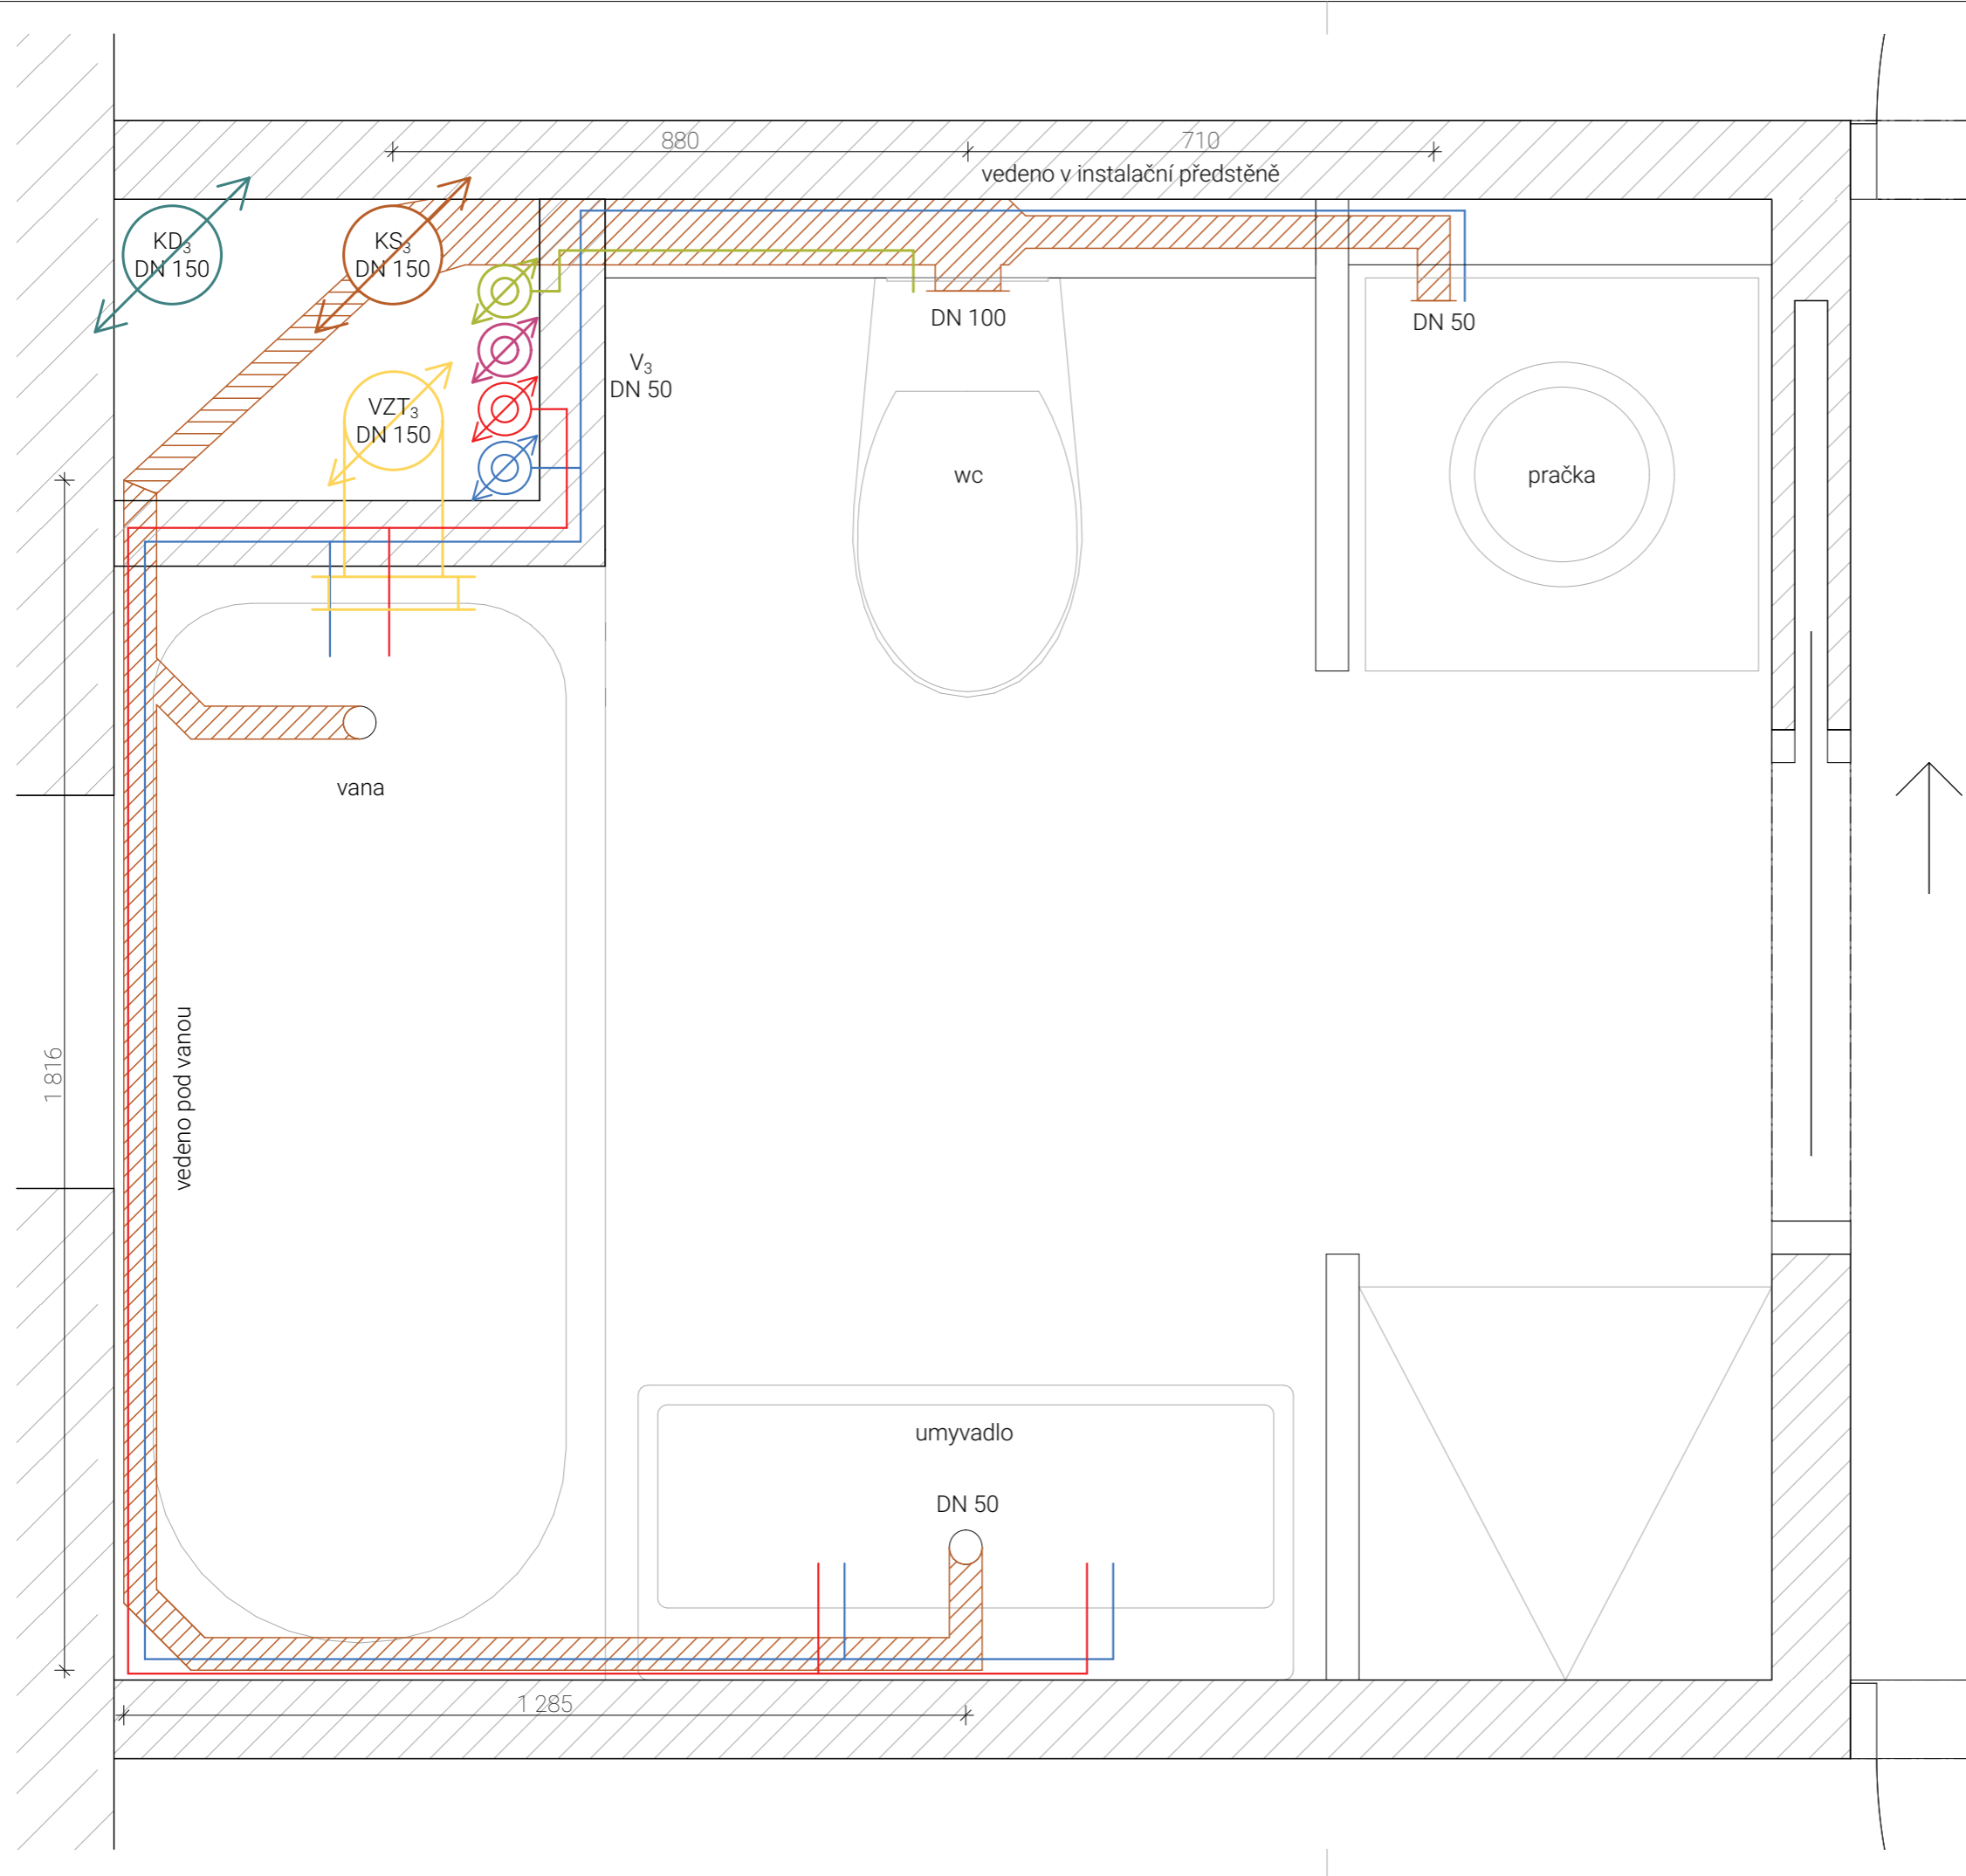 880
710
vedeno v instalační předstěně
KD₃
DN 150
KS₃
DN 150
DN 100
DN 50
V₃
DN 50
VZT₃
DN 150
wc
pračka
vana
1 816
vedeno pod vanou
umyvadlo
DN 50
1 285